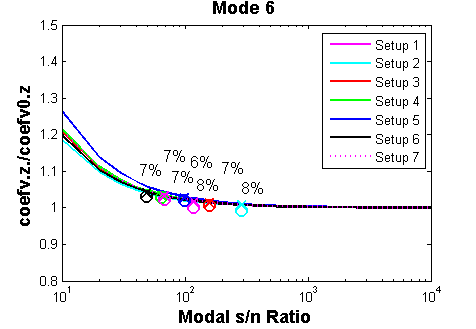 Mode 6
1.5
1.4
1.3
1.2
1.1
1
0.9
0.8
coefv.z./coefv0.z
Setup 1
Setup 2
Setup 3
Setup 4
Setup 5
Setup 6
Setup 7
7% 6% 7%
7% 7% 8% 8%
10^1 10^2 10^3 10^4
Modal s/n Ratio